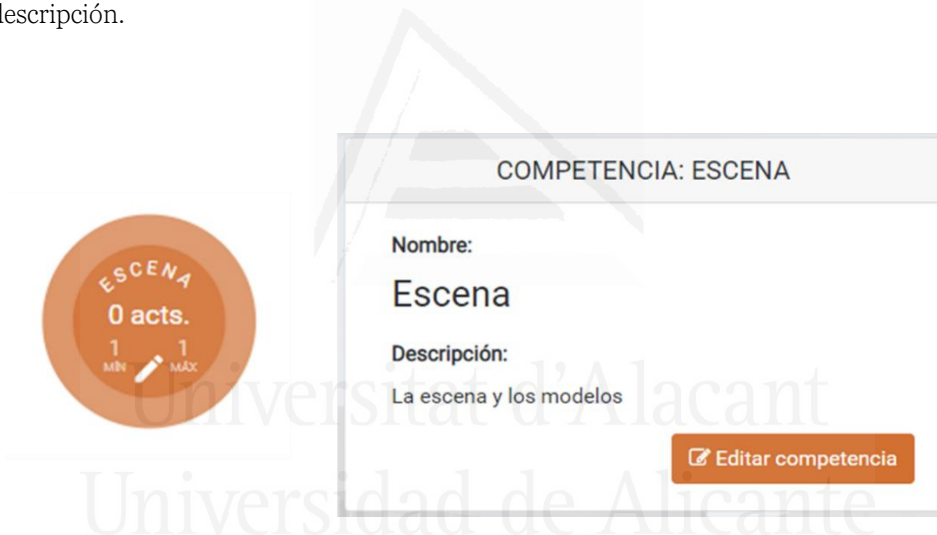 descripción.
ESCENA
0 acts.
1 1
MÍN MÁX
COMPETENCIA: ESCENA
Nombre:
Escena
Descripción:
La escena y los modelos
Editar competencia
Universitat d'Alacant
Universidad de Alicante